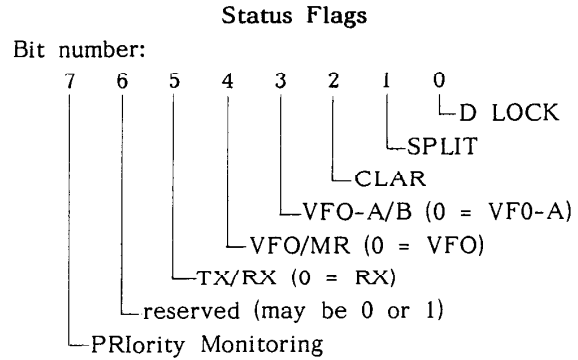 Status Flags
Bit number:
7 6 5 4 3 2 1 0
D LOCK
SPLIT
CLAR
VFO-A/B (0 = VF0-A)
VFO/MR (0 = VFO)
TX/RX (0 = RX)
reserved (may be 0 or 1)
PRIority Monitoring